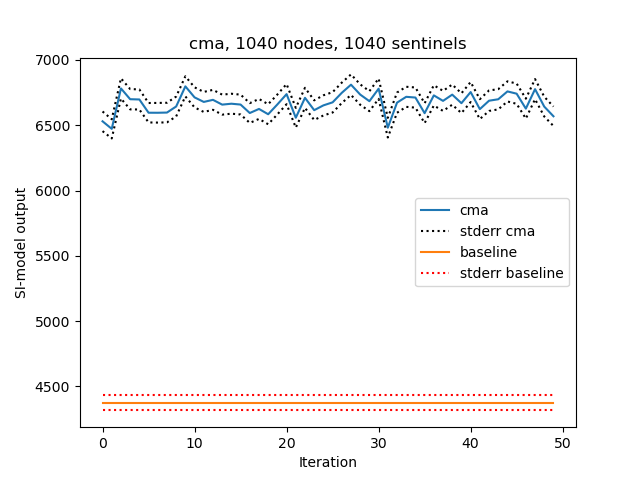 cma, 1040 nodes, 1040 sentinels
7000
6500
6000
5500
5000
4500
SI-model output
cma
stderr cma
baseline
stderr baseline
0
10
20
30
40
50
Iteration